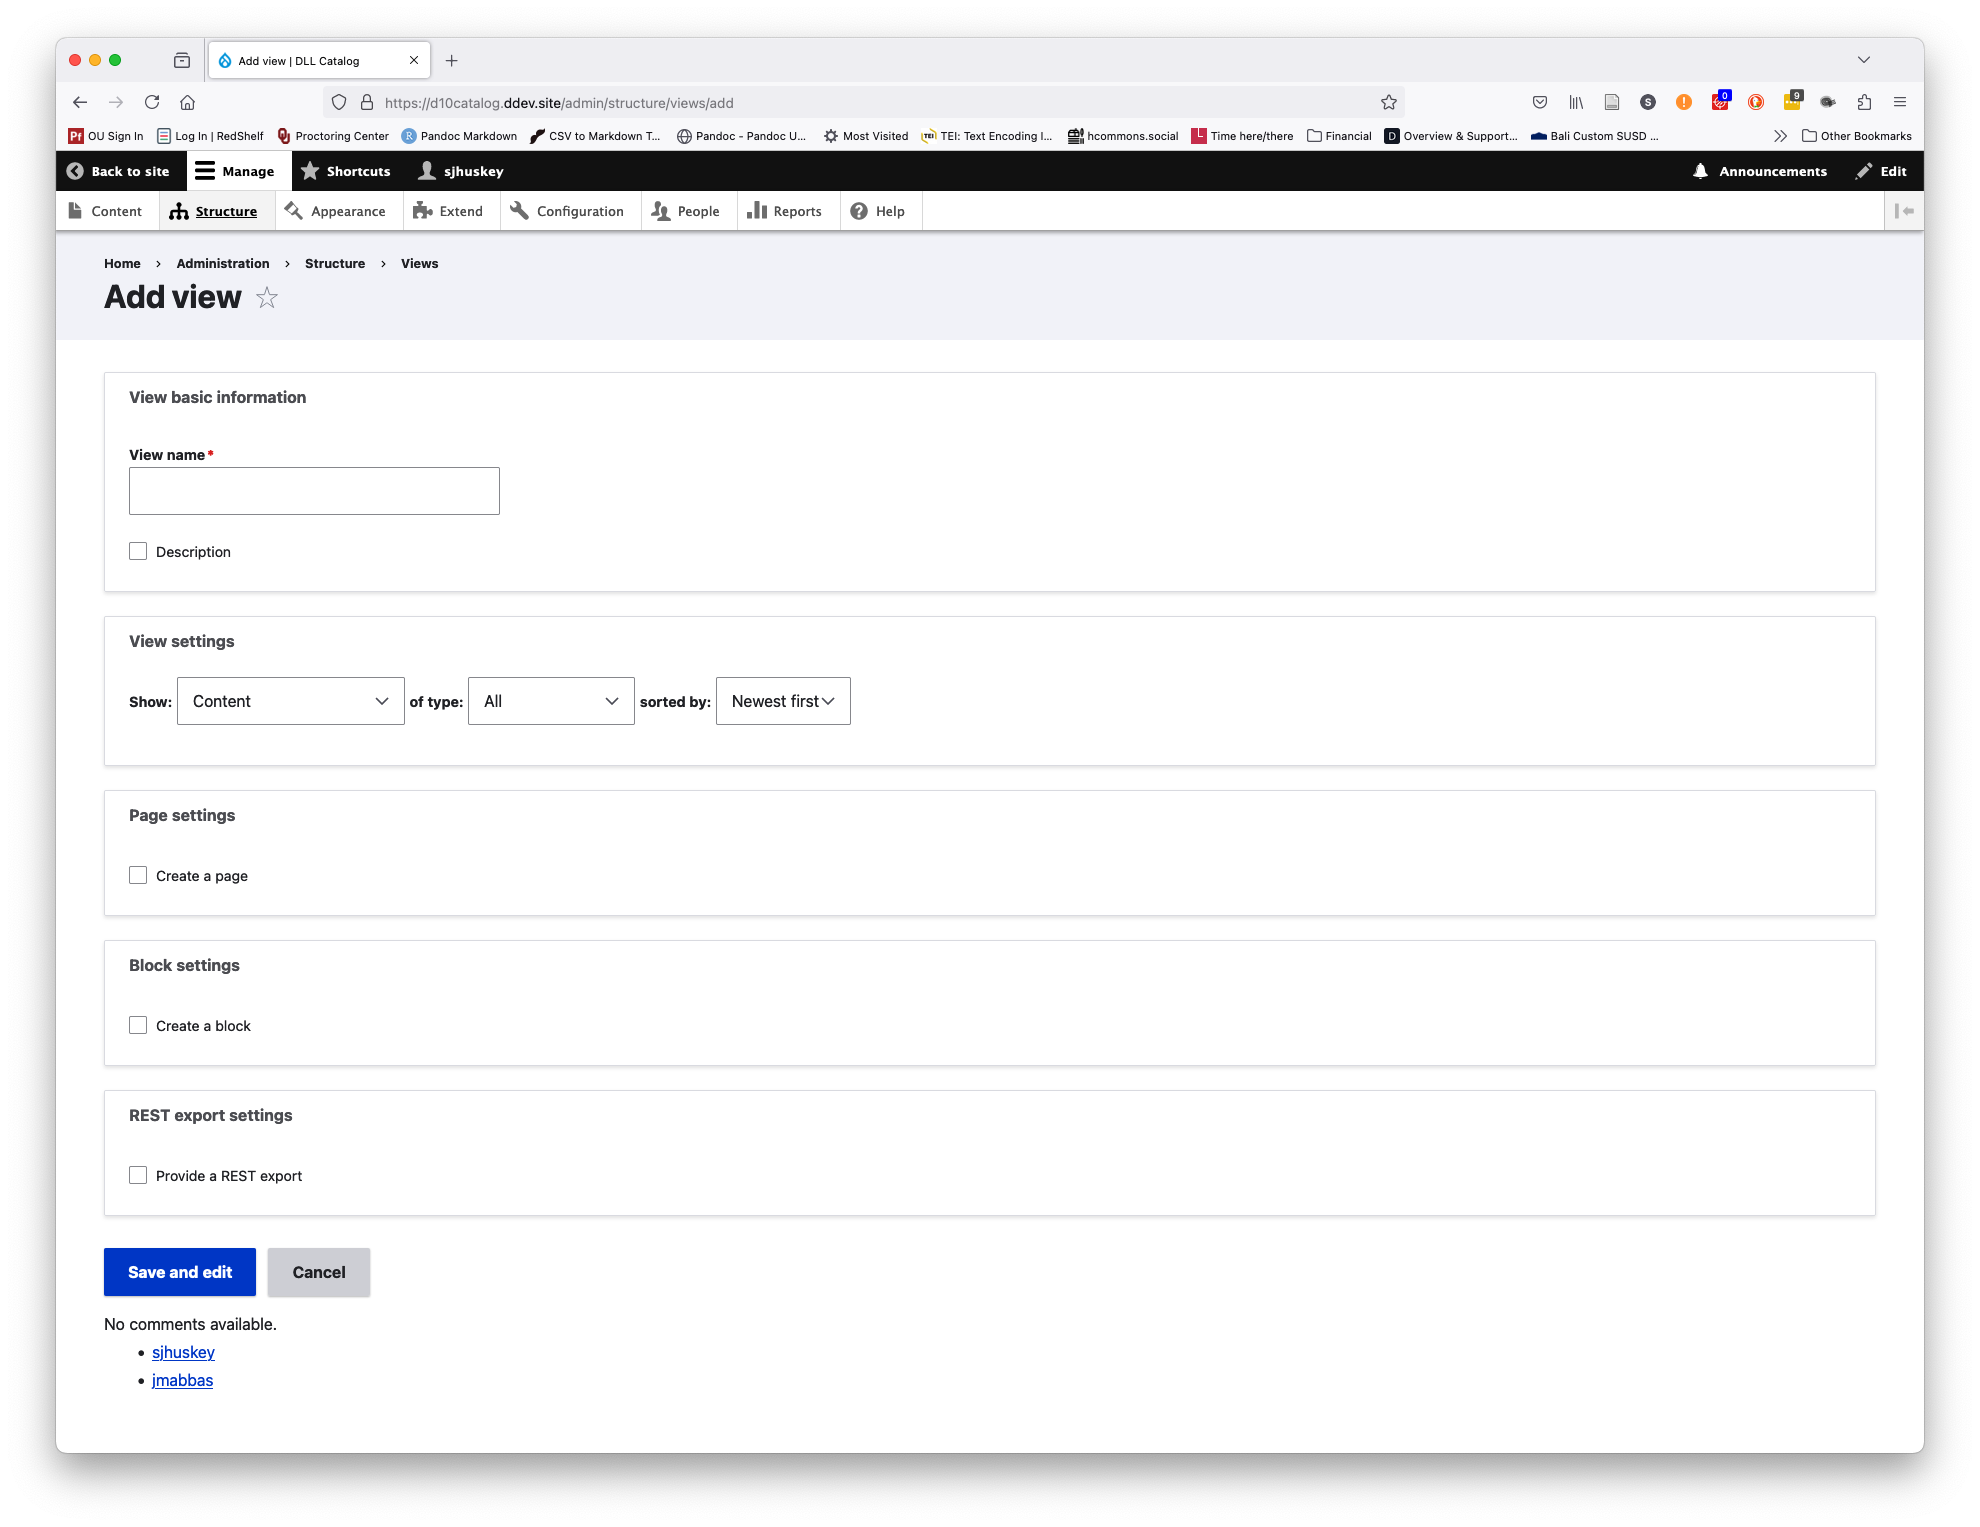 Add view | DLL Catalog
https://d10catalog.ddev.site/admin/structure/views/add
S ! 0 9
OU Sign In Log In | RedShelf Proctoring Center Pandoc Markdown CSV to Markdown T... Pandoc - Pandoc U... Most Visited TEI: Text Encoding I... hcommons.social Time here/there Financial Overview & Support... Bali Custom SUSD ... Other Bookmarks
Back to site Manage Shortcuts sjhuskey Announcements Edit
Content Structure Appearance Extend Configuration People Reports Help
Home › Administration › Structure › Views
Add view
View basic information
View name*
Description
View settings
Show: Content of type: All sorted by: Newest first
Page settings
Create a page
Block settings
Create a block
REST export settings
Provide a REST export
Save and edit Cancel
No comments available.
• sjhuskey
• jmabbas